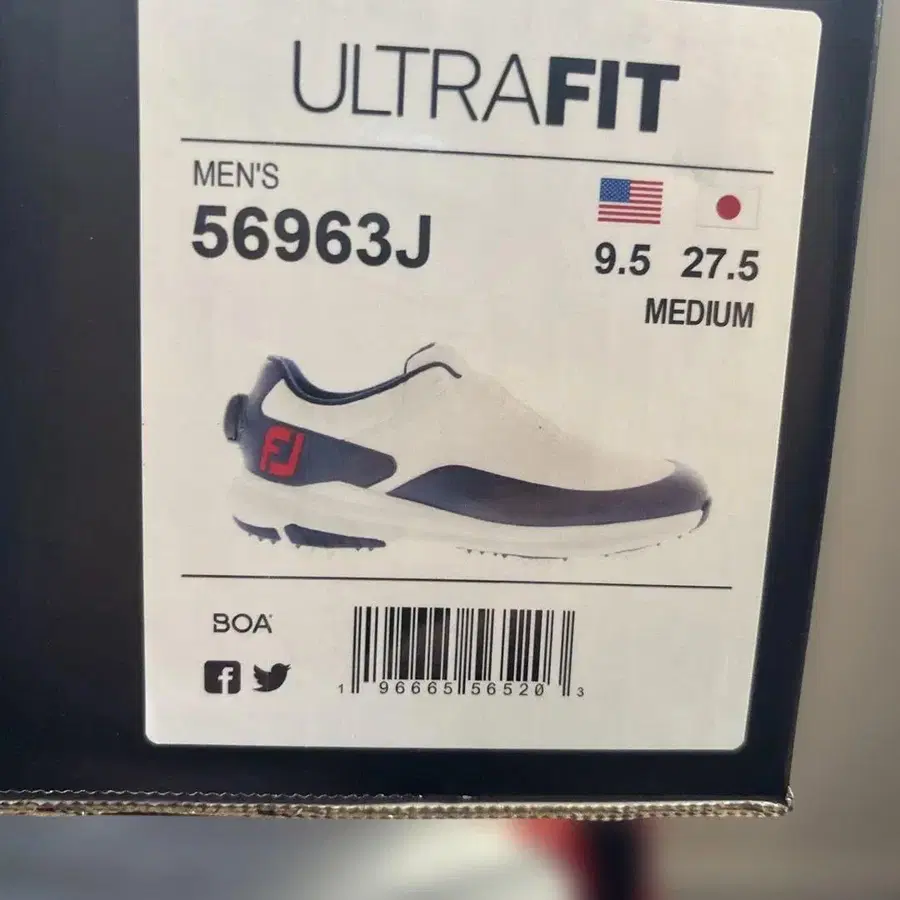 ULTRAFIT
MEN'S
56963J
9.5 27.5
MEDIUM
FJ
BOA
1 96665 56520 3